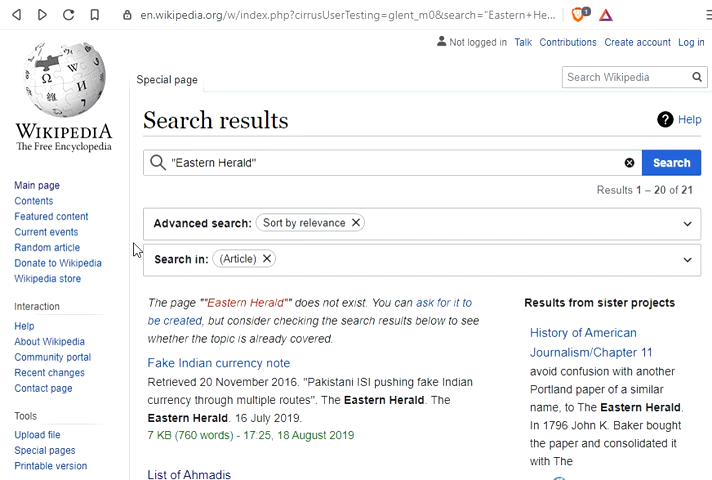 en.wikipedia.org/w/index.php?cirrusUserTesting=glent_m0&search="Eastern+He...
1
Not logged in Talk Contributions Create account Log in
WIKIPEDIA
The Free Encyclopedia
Special page
Search Wikipedia
Search results
Help
"Eastern Herald"
Search
Results 1 – 20 of 21
Advanced search: Sort by relevance
Search in: (Article)
Main page
Contents
Featured content
Current events
Random article
Donate to Wikipedia
Wikipedia store
Interaction
Help
About Wikipedia
Community portal
Recent changes
Contact page
Tools
Upload file
Special pages
Printable version
The page ""Eastern Herald"" does not exist. You can ask for it to
be created, but consider checking the search results below to see
whether the topic is already covered.
Fake Indian currency note
Retrieved 20 November 2016. "Pakistani ISI pushing fake Indian
currency through multiple routes". The Eastern Herald. The
Eastern Herald. 16 July 2019.
7 KB (760 words) - 17:25, 18 August 2019
List of Ahmadis
Results from sister projects
History of American
Journalism/Chapter 11
avoid confusion with another
Portland paper of a similar
name, to The Eastern Herald.
In 1796 John K. Baker bought
the paper and consolidated it
with The